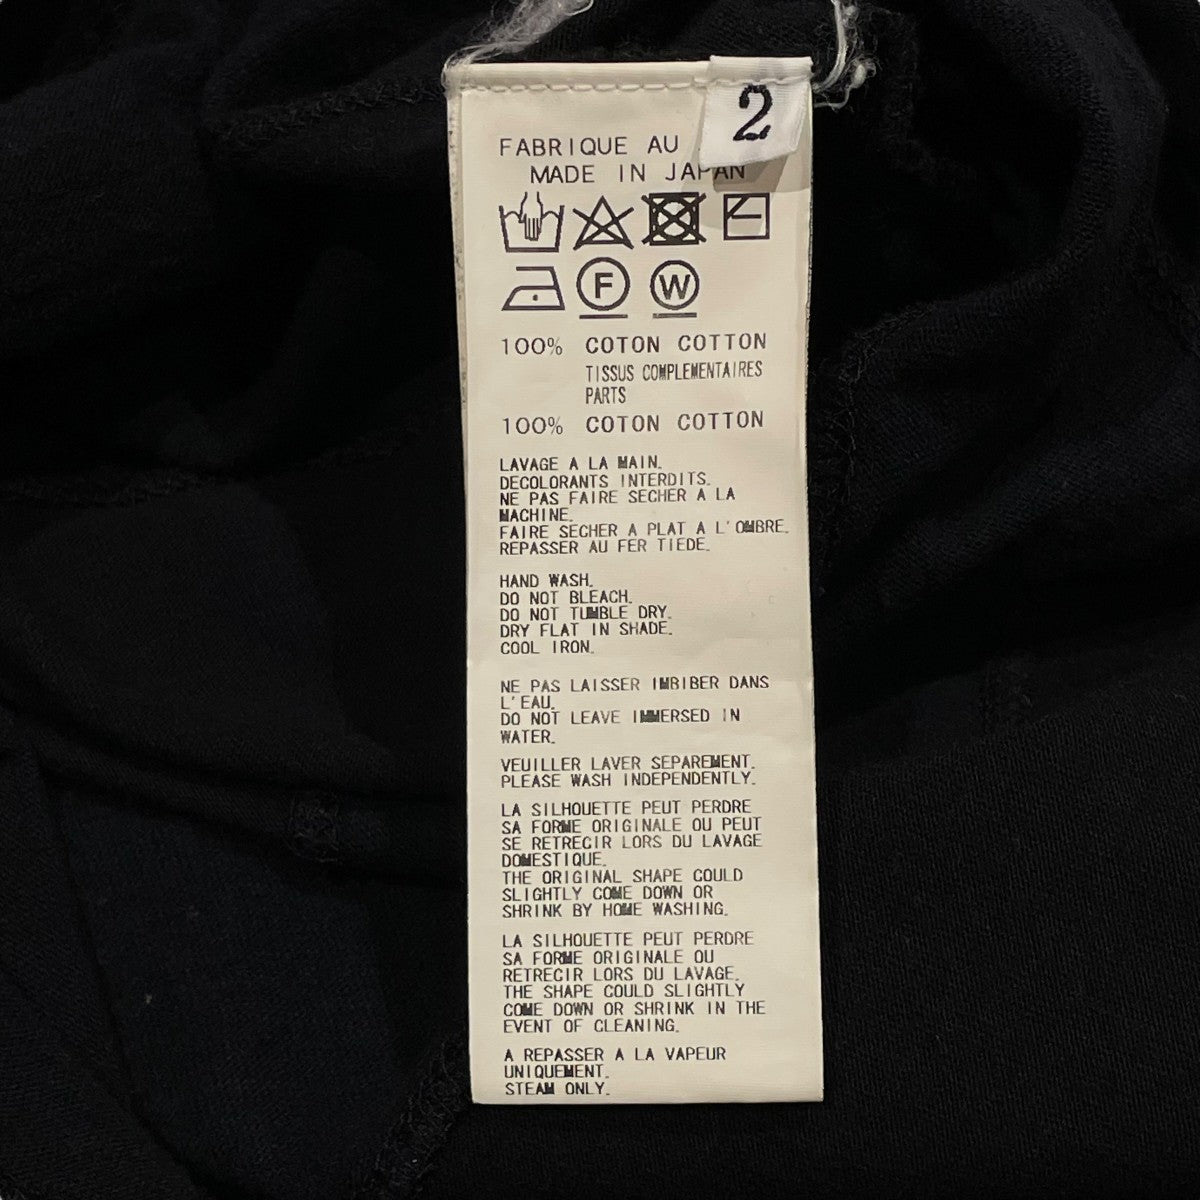 2
FABRIQUE AU
MADE IN JAPAN
F W
100% COTON COTTON
TISSUS COMPLEMENTAIRES
PARTS
100% COTON COTTON
LAVAGE A LA MAIN.
DECOLORANTS INTERDITS.
NE PAS FAIRE SECHER A LA
MACHINE.
FAIRE SECHER A PLAT A L'OMBRE.
REPASSER AU FER TIEDE.
HAND WASH.
DO NOT BLEACH.
DO NOT TUMBLE DRY.
DRY FLAT IN SHADE.
COOL IRON.
NE PAS LAISSER IMBIBER DANS
L'EAU.
DO NOT LEAVE IMMERSED IN
WATER.
VEUILLER LAVER SEPAREMENT.
PLEASE WASH INDEPENDENTLY.
LA SILHOUETTE PEUT PERDRE
SA FORME ORIGINALE OU PEUT
SE RETRECIR LORS DU LAVAGE
DOMESTIQUE.
THE ORIGINAL SHAPE COULD
SLIGHTLY COME DOWN OR
SHRINK BY HOME WASHING.
LA SILHOUETTE PEUT PERDRE
SA FORME ORIGINALE OU
RETRECIR LORS DU LAVAGE.
THE SHAPE COULD SLIGHTLY
COME DOWN OR SHRINK IN THE
EVENT OF CLEANING.
A REPASSER A LA VAPEUR
UNIQUEMENT.
STEAM ONLY.